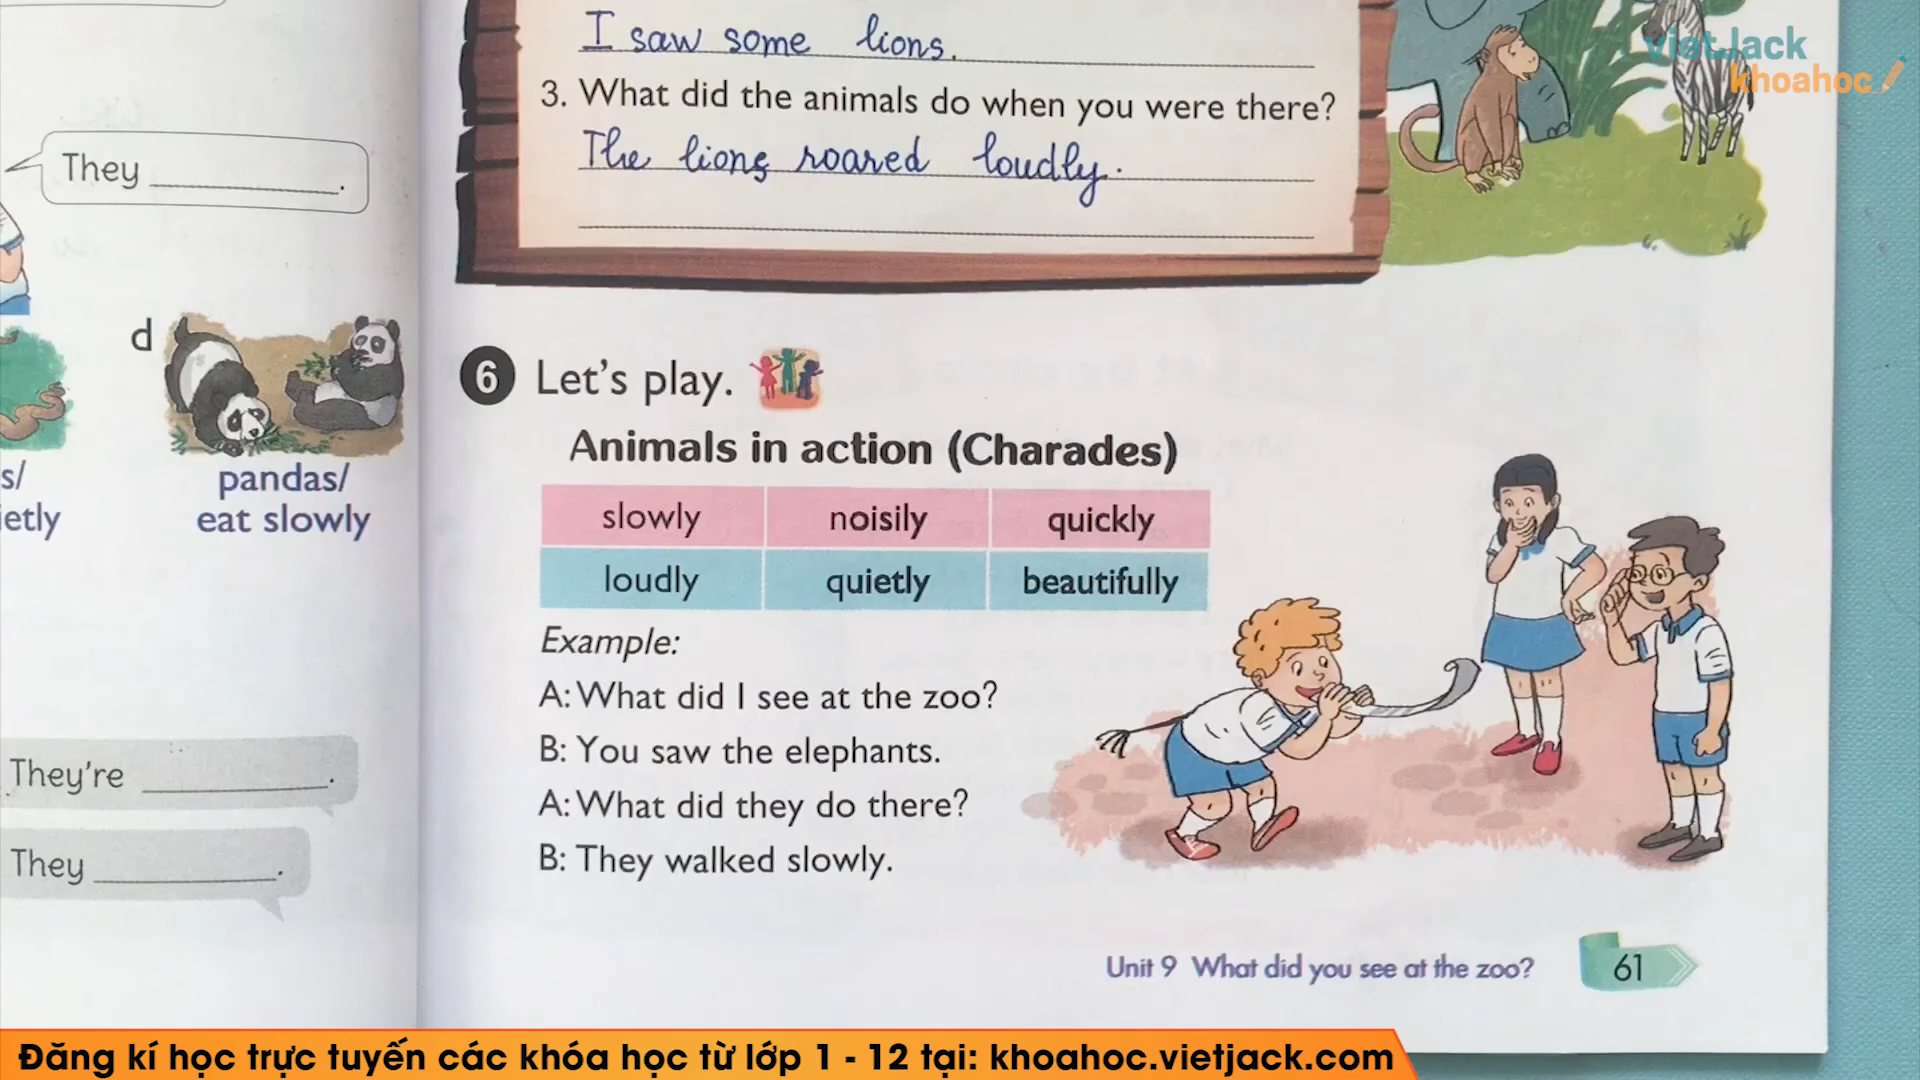 They ____________.
d
s/
ietly
pandas/
eat slowly
They're ____________.
They ____________.
I saw some lions.
3. What did the animals do when you were there?
The lions roared loudly.
6 Let's play.
Animals in action (Charades)
slowly noisily quickly
loudly quietly beautifully
Example:
A: What did I see at the zoo?
B: You saw the elephants.
A: What did they do there?
B: They walked slowly.
Unit 9 What did you see at the zoo? 61
vietJack
khoahoc
Đăng kí học trực tuyến các khóa học từ lớp 1 - 12 tại: khoahoc.vietjack.com